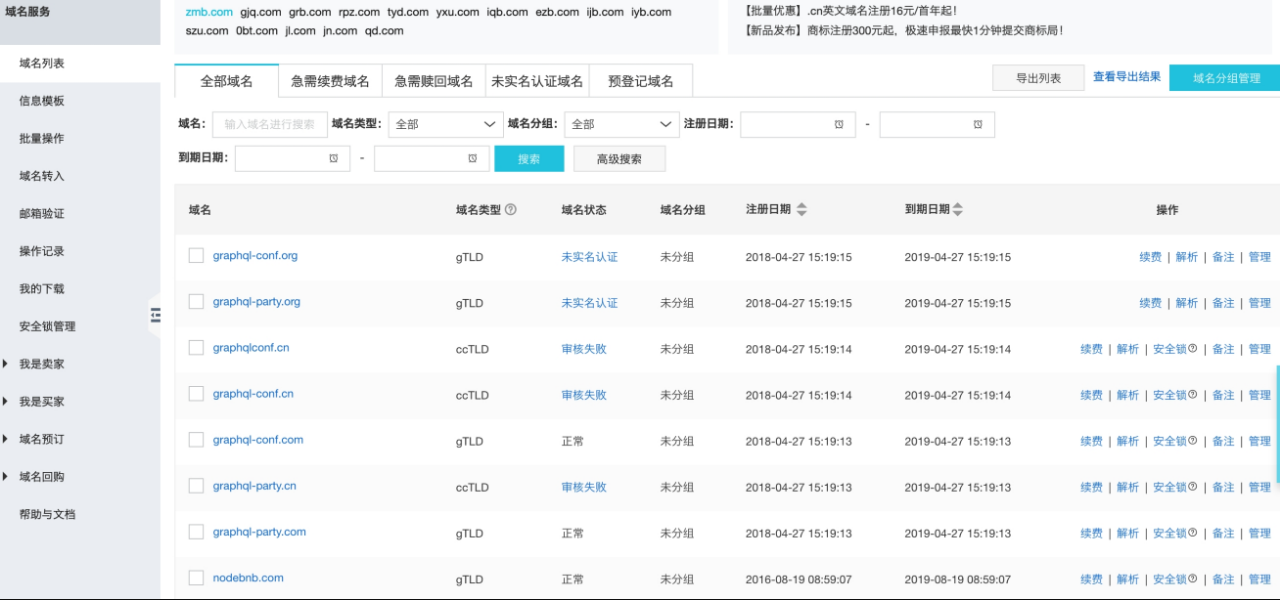 域名服务
域名列表
信息模板
批量操作
域名转入
邮箱验证
操作记录
我的下载
安全锁管理
我是卖家
我是买家
域名预订
域名回购
帮助与文档
zmb.com gjq.com grb.com rpz.com tyd.com yxu.com iqb.com ezb.com ijb.com iyb.com
szu.com 0bt.com jl.com jn.com qd.com
【批量优惠】.cn英文域名注册16元/首年起！
【新品发布】商标注册300元起，极速申报最快1分钟提交商标局！
全部域名 急需续费域名 急需赎回域名 未实名认证域名 预登记域名 导出列表 查看导出结果 域名分组管理
域名： 输入域名进行搜索 域名类型： 全部 域名分组： 全部 注册日期： -
到期日期： - 搜索 高级搜索
域名 域名类型 域名状态 域名分组 注册日期 到期日期 操作
graphql-conf.org gTLD 未实名认证 未分组 2018-04-27 15:19:15 2019-04-27 15:19:15 续费 | 解析 | 备注 | 管理
graphql-party.org gTLD 未实名认证 未分组 2018-04-27 15:19:15 2019-04-27 15:19:15 续费 | 解析 | 备注 | 管理
graphqlconf.cn ccTLD 审核失败 未分组 2018-04-27 15:19:14 2019-04-27 15:19:14 续费 | 解析 | 安全锁 | 备注 | 管理
graphql-conf.cn ccTLD 审核失败 未分组 2018-04-27 15:19:14 2019-04-27 15:19:14 续费 | 解析 | 安全锁 | 备注 | 管理
graphql-conf.com gTLD 正常 未分组 2018-04-27 15:19:13 2019-04-27 15:19:13 续费 | 解析 | 安全锁 | 备注 | 管理
graphql-party.cn ccTLD 审核失败 未分组 2018-04-27 15:19:13 2019-04-27 15:19:13 续费 | 解析 | 安全锁 | 备注 | 管理
graphql-party.com gTLD 正常 未分组 2018-04-27 15:19:13 2019-04-27 15:19:13 续费 | 解析 | 安全锁 | 备注 | 管理
nodebnb.com gTLD 正常 未分组 2016-08-19 08:59:07 2019-08-19 08:59:07 续费 | 解析 | 安全锁 | 备注 | 管理